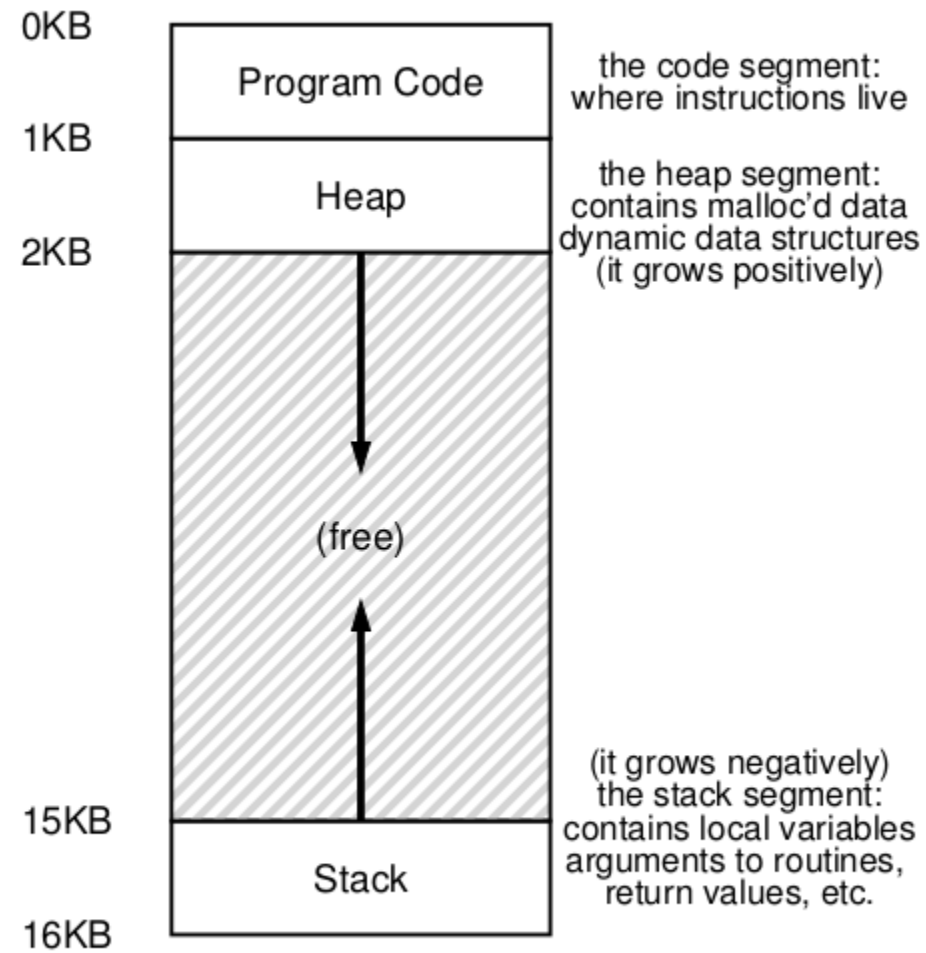 0KB
Program Code
the code segment:
where instructions live
1KB
Heap
the heap segment:
contains malloc'd data
dynamic data structures
(it grows positively)
2KB
(free)
(it grows negatively)
the stack segment:
contains local variables
arguments to routines,
return values, etc.
15KB
Stack
16KB